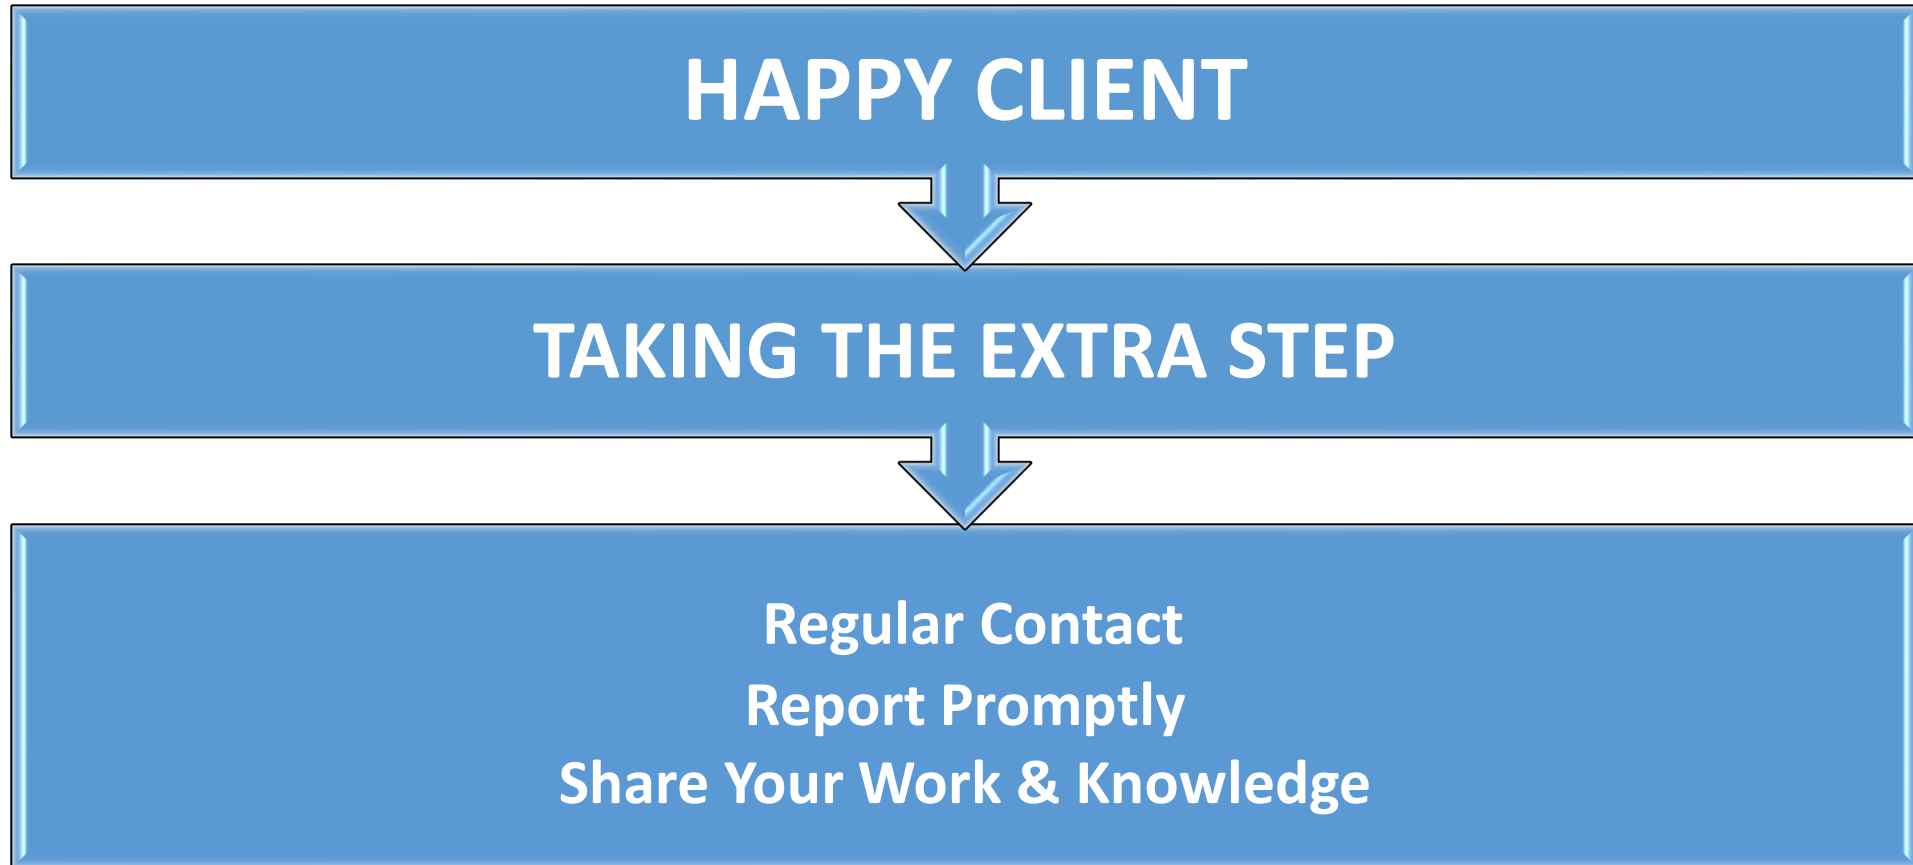 HAPPY CLIENT
TAKING THE EXTRA STEP
Regular Contact
Report Promptly
Share Your Work & Knowledge